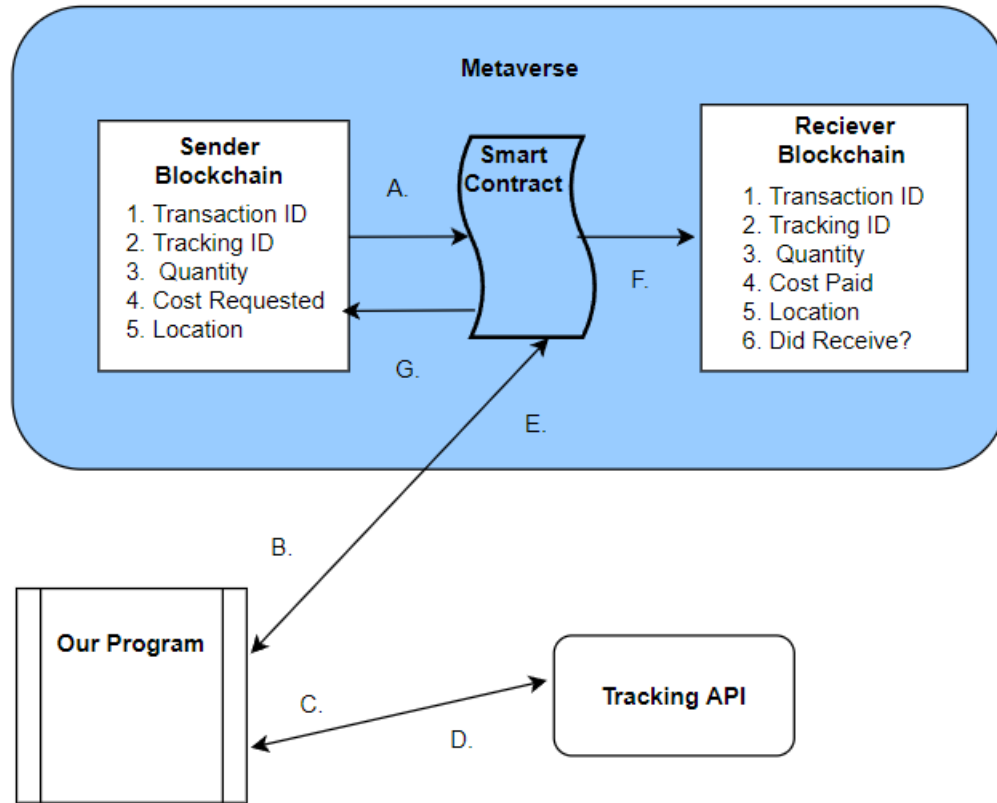 Metaverse
Sender
Blockchain
1. Transaction ID
2. Tracking ID
3. Quantity
4. Cost Requested
5. Location
A.
G.
Smart
Contract
E.
F.
Reciever
Blockchain
1. Transaction ID
2. Tracking ID
3. Quantity
4. Cost Paid
5. Location
6. Did Receive?
B.
Our Program
C.
D.
Tracking API